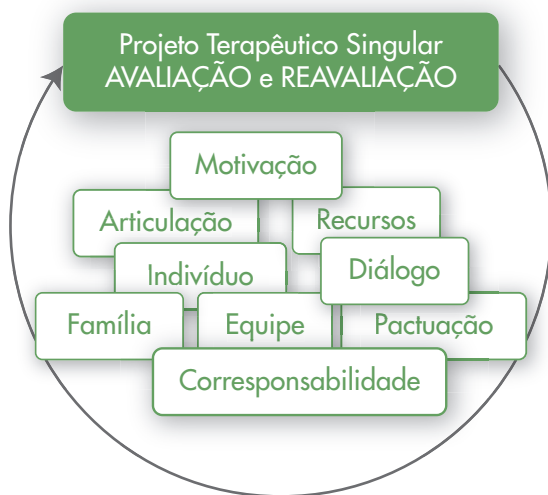 Projeto Terapêutico Singular
AVALIAÇÃO e REAVALIAÇÃO
Motivação
Articulação
Recursos
Indivíduo
Diálogo
Família
Equipe
Pactuação
Corresponsabilidade